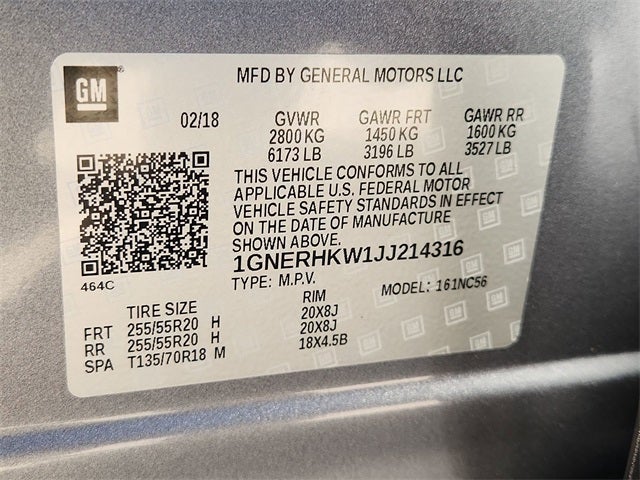 GM
MFD BY GENERAL MOTORS LLC
02/18 GVWR GAWR FRT GAWR RR
2800 KG 1450 KG 1600 KG
6173 LB 3196 LB 3527 LB
THIS VEHICLE CONFORMS TO ALL
APPLICABLE U.S. FEDERAL MOTOR
VEHICLE SAFETY STANDARDS IN EFFECT
ON THE DATE OF MANUFACTURE
SHOWN ABOVE.
1GNERHKW1JJ214316
464C
TYPE: M.P.V. MODEL: 161NC56
TIRE SIZE RIM
FRT 255/55R20 H 20X8J
RR 255/55R20 H 20X8J
SPA T135/70R18 M 18X4.5B